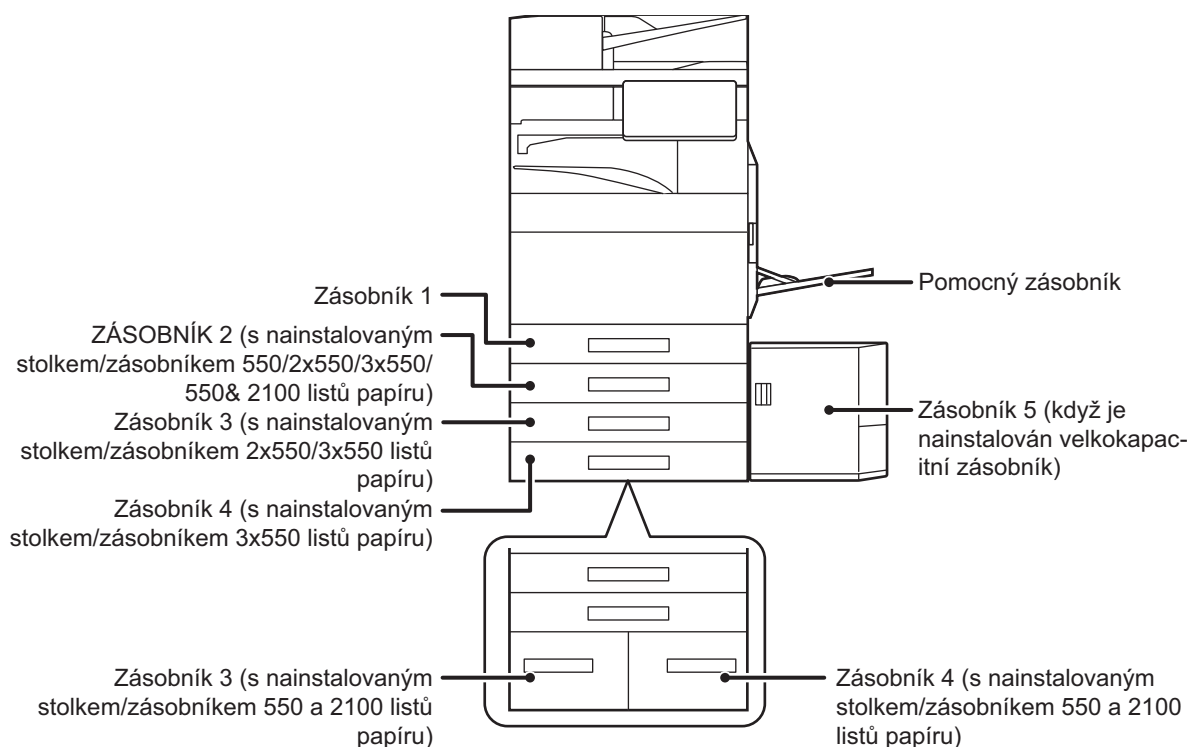 Zásobník 1
ZÁSOBNÍK 2 (s nainstalovaným
stolkem/zásobníkem 550/2x550/3x550/
550& 2100 listů papíru)
Zásobník 3 (s nainstalovaným
stolkem/zásobníkem 2x550/3x550 listů
papíru)
Zásobník 4 (s nainstalovaným
stolkem/zásobníkem 3x550 listů papíru)
Pomocný zásobník
Zásobník 5 (když je
nainstalován velkokapac-
itní zásobník)
Zásobník 3 (s nainstalovaným
stolkem/zásobníkem 550 a 2100 listů
papíru)
Zásobník 4 (s nainstalovaným
stolkem/zásobníkem 550 a 2100
listů papíru)